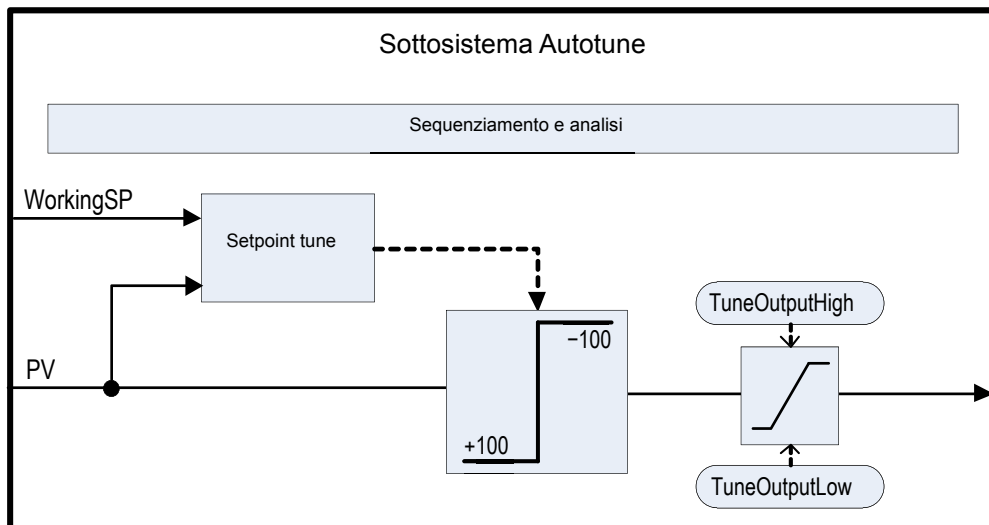 Sottosistema Autotune
Sequenziamento e analisi
WorkingSP
Setpoint tune
TuneOutputHigh
−100
PV
+100
TuneOutputLow